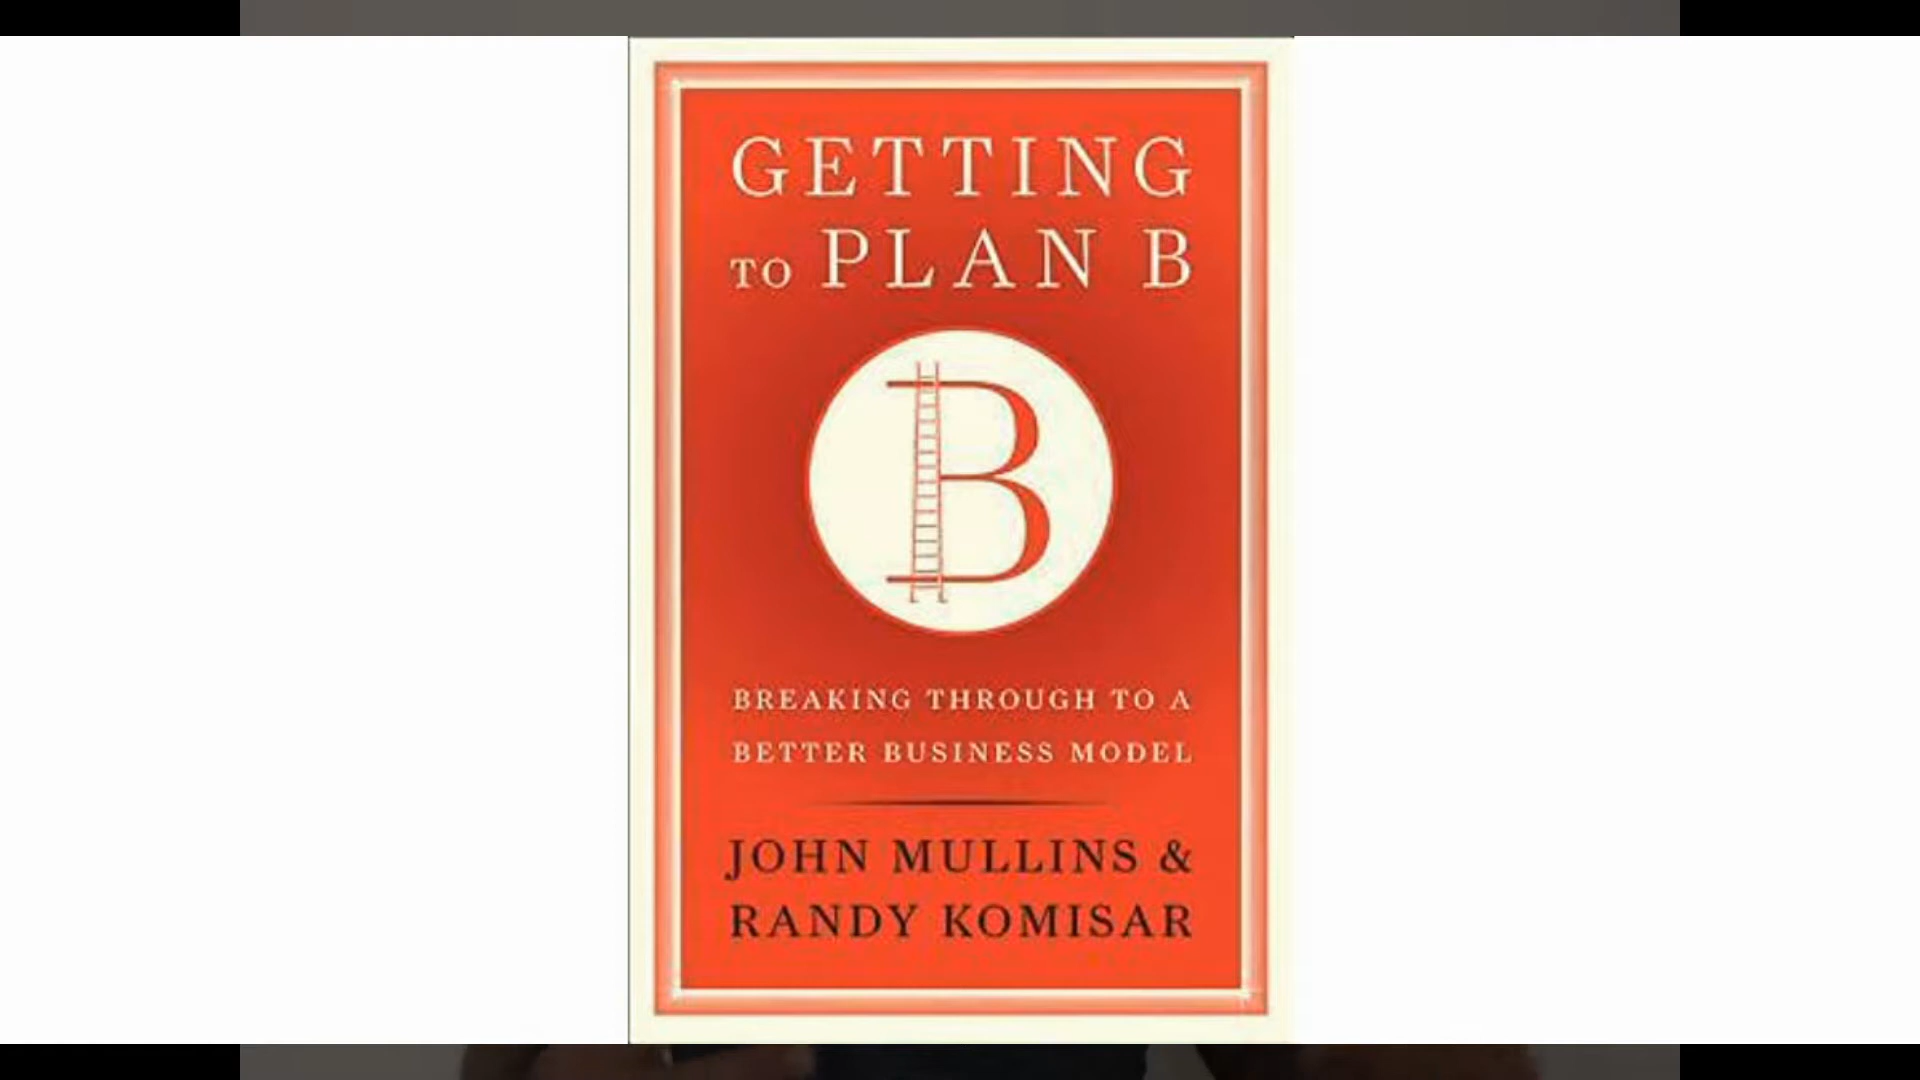 GETTING
TO PLAN B
B
BREAKING THROUGH TO A
BETTER BUSINESS MODEL
JOHN MULLINS &
RANDY KOMISAR